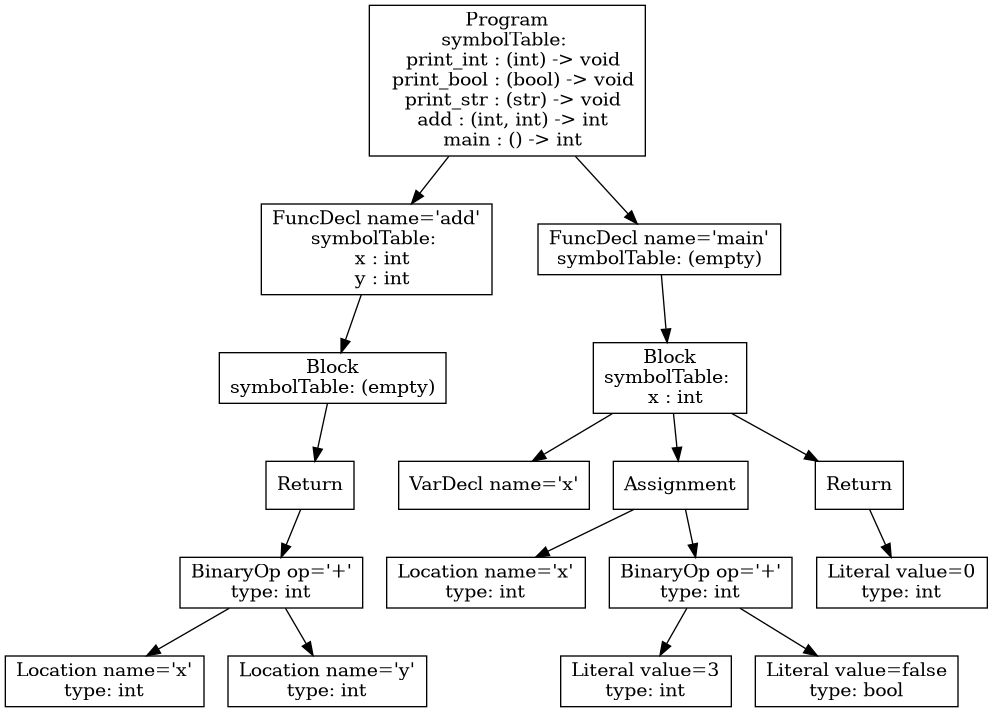 Program
symbolTable:
print_int : (int) -> void
print_bool : (bool) -> void
print_str : (str) -> void
add : (int, int) -> int
main : () -> int
FuncDecl name='add'
symbolTable:
x : int
y : int
FuncDecl name='main'
symbolTable: (empty)
Block
symbolTable: (empty)
Block
symbolTable:
x : int
Return
VarDecl name='x'
Assignment
Return
BinaryOp op='+'
type: int
Location name='x'
type: int
BinaryOp op='+'
type: int
Literal value=0
type: int
Location name='x'
type: int
Location name='y'
type: int
Literal value=3
type: int
Literal value=false
type: bool